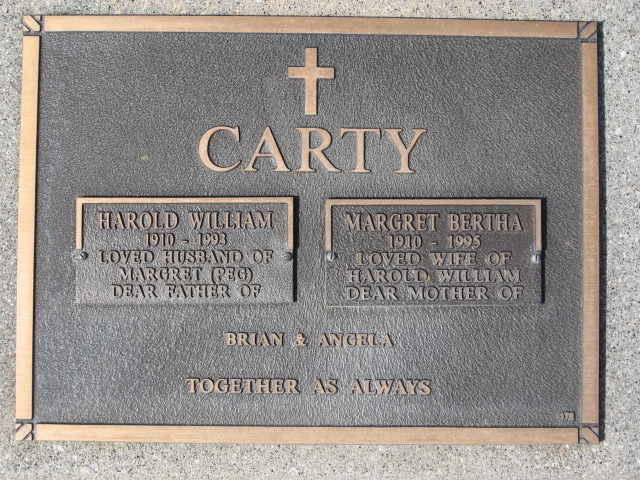 CARTY
HAROLD WILLIAM
1910 - 1993
LOVED HUSBAND OF
MARGRET (PEG)
DEAR FATHER OF
MARGRET BERTHA
1910 - 1995
LOVED WIFE OF
HAROLD WILLIAM
DEAR MOTHER OF
BRIAN & ANGELA
TOGETHER AS ALWAYS